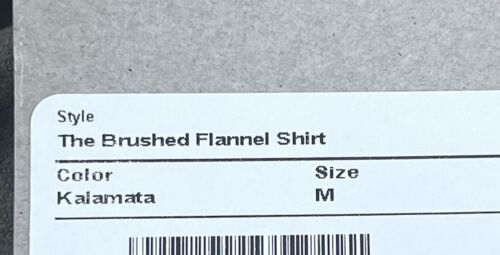 Style
The Brushed Flannel Shirt
Color Size
Kalamata M